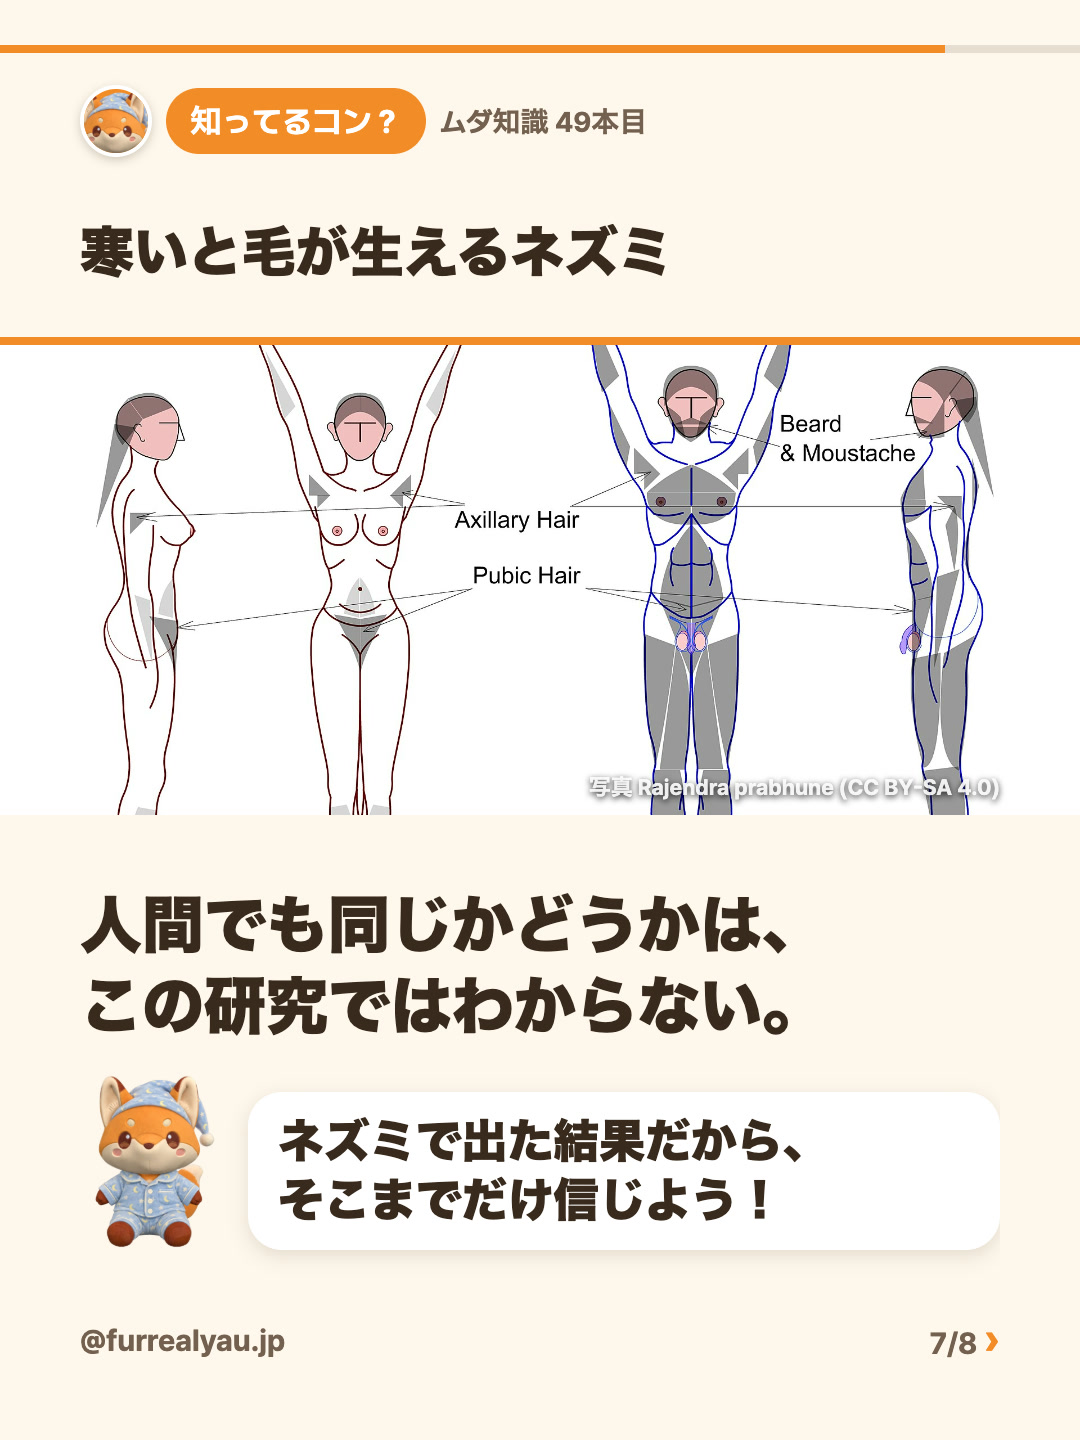 知ってるコン？
ムダ知識 49本目
寒いと毛が生えるネズミ
Beard
& Moustache
Axillary Hair
Pubic Hair
写真 Rajendra prabhune (CC BY-SA 4.0)
人間でも同じかどうかは、
この研究ではわからない。
ネズミで出た結果だから、
そこまでだけ信じよう！
@furrealyau.jp
7/8 ›